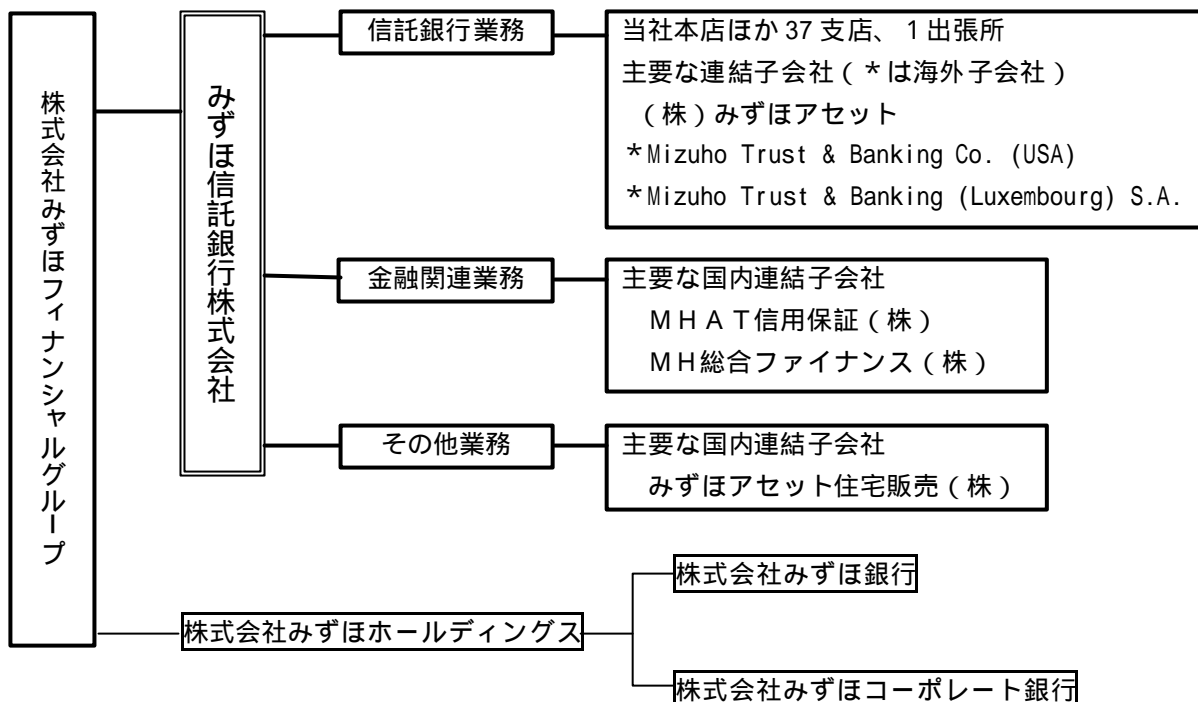 株式会社みずほフィナンシャルグループ
みずほ信託銀行株式会社
信託銀行業務
当社本店ほか 37 支店、1 出張所
主要な連結子会社(*は海外子会社)
(株)みずほアセット
*Mizuho Trust & Banking Co. (USA)
*Mizuho Trust & Banking (Luxembourg) S.A.
金融関連業務
主要な国内連結子会社
MHAT信用保証(株)
MH総合ファイナンス(株)
その他業務
主要な国内連結子会社
みずほアセット住宅販売(株)
株式会社みずほホールディングス
株式会社みずほ銀行
株式会社みずほコーポレート銀行